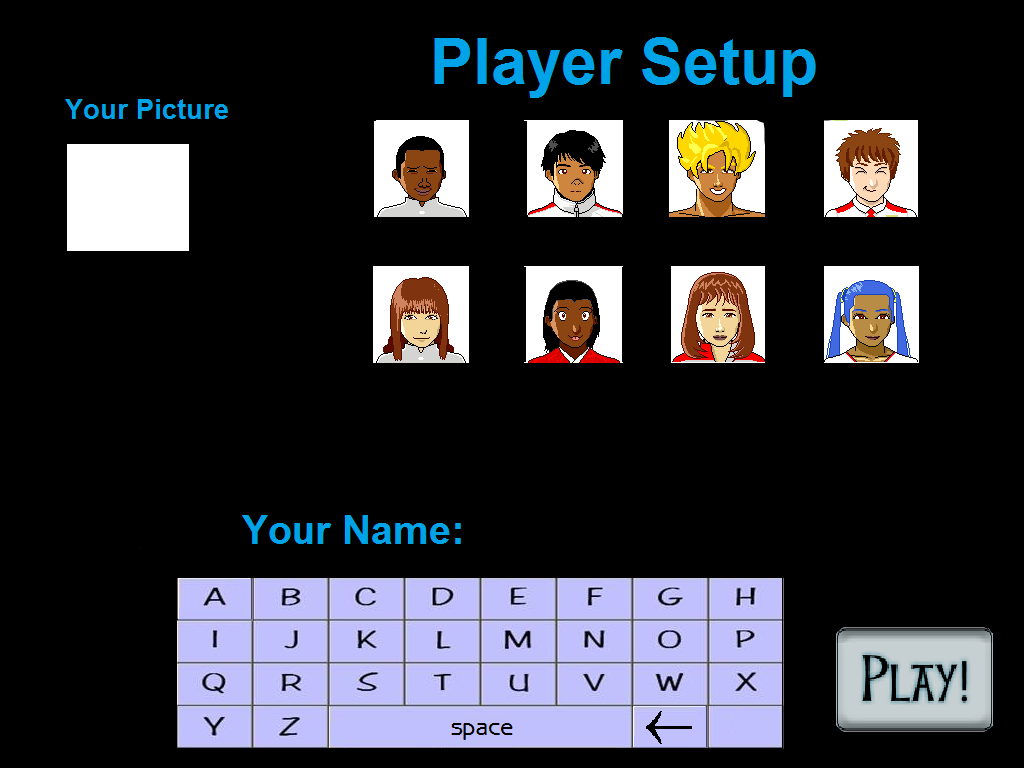 Player Setup
Your Picture
Your Name:
A B C D E F G H
I J K L M N O P
Q R S T U V W X
Y Z space ←
PLAY!